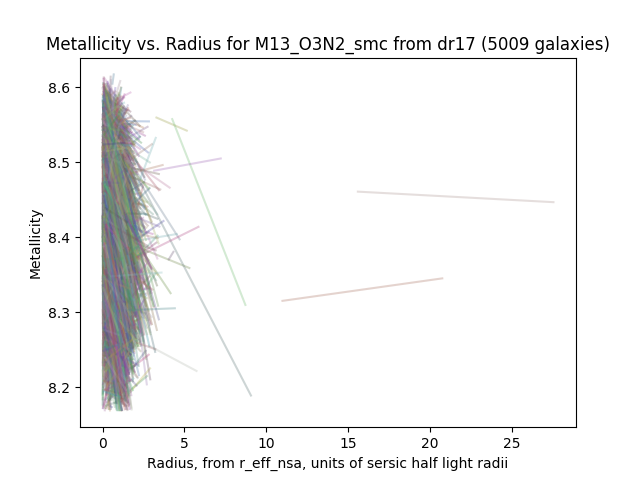 Metallicity vs. Radius for M13_O3N2_smc from dr17 (5009 galaxies)
8.6
8.5
8.4
8.3
8.2
Metallicity
0 5 10 15 20 25
Radius, from r_eff_nsa, units of sersic half light radii